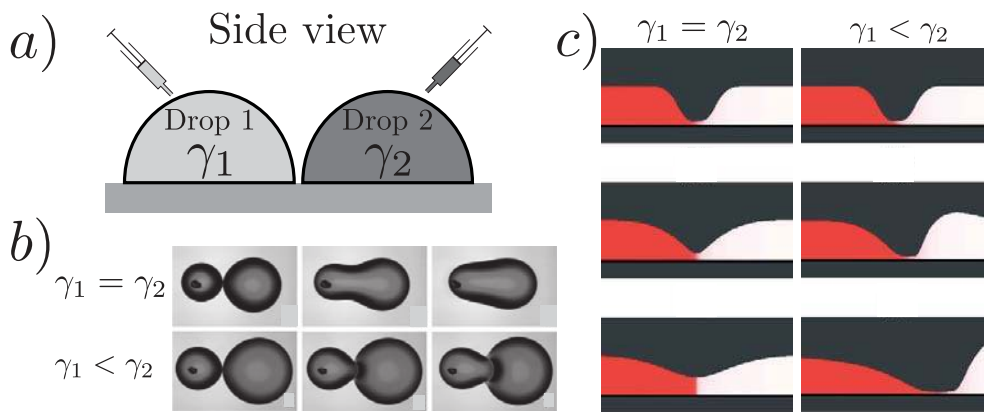 a)
Side view
Drop 1
γ₁
Drop 2
γ₂
b)
γ₁ = γ₂
γ₁ < γ₂
c)
γ₁ = γ₂
γ₁ < γ₂